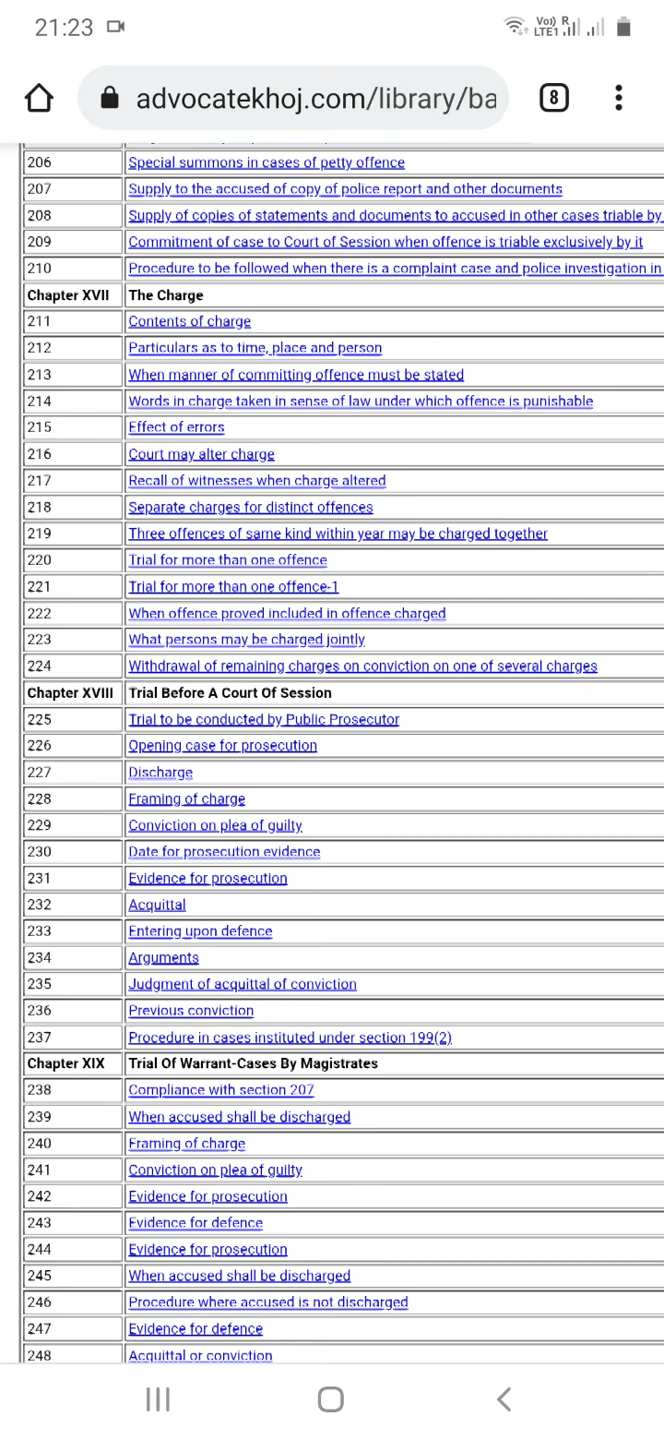 21:23 Vo)) R LTE1
advocatekhoj.com/library/ba 8
206 Special summons in cases of petty offence
207 Supply to the accused of copy of police report and other documents
208 Supply of copies of statements and documents to accused in other cases triable by
209 Commitment of case to Court of Session when offence is triable exclusively by it
210 Procedure to be followed when there is a complaint case and police investigation in
Chapter XVII The Charge
211 Contents of charge
212 Particulars as to time, place and person
213 When manner of committing offence must be stated
214 Words in charge taken in sense of law under which offence is punishable
215 Effect of errors
216 Court may alter charge
217 Recall of witnesses when charge altered
218 Separate charges for distinct offences
219 Three offences of same kind within year may be charged together
220 Trial for more than one offence
221 Trial for more than one offence-1
222 When offence proved included in offence charged
223 What persons may be charged jointly
224 Withdrawal of remaining charges on conviction on one of several charges
Chapter XVIII Trial Before A Court Of Session
225 Trial to be conducted by Public Prosecutor
226 Opening case for prosecution
227 Discharge
228 Framing of charge
229 Conviction on plea of guilty
230 Date for prosecution evidence
231 Evidence for prosecution
232 Acquittal
233 Entering upon defence
234 Arguments
235 Judgment of acquittal of conviction
236 Previous conviction
237 Procedure in cases instituted under section 199(2)
Chapter XIX Trial Of Warrant-Cases By Magistrates
238 Compliance with section 207
239 When accused shall be discharged
240 Framing of charge
241 Conviction on plea of guilty
242 Evidence for prosecution
243 Evidence for defence
244 Evidence for prosecution
245 When accused shall be discharged
246 Procedure where accused is not discharged
247 Evidence for defence
248 Acquittal or conviction